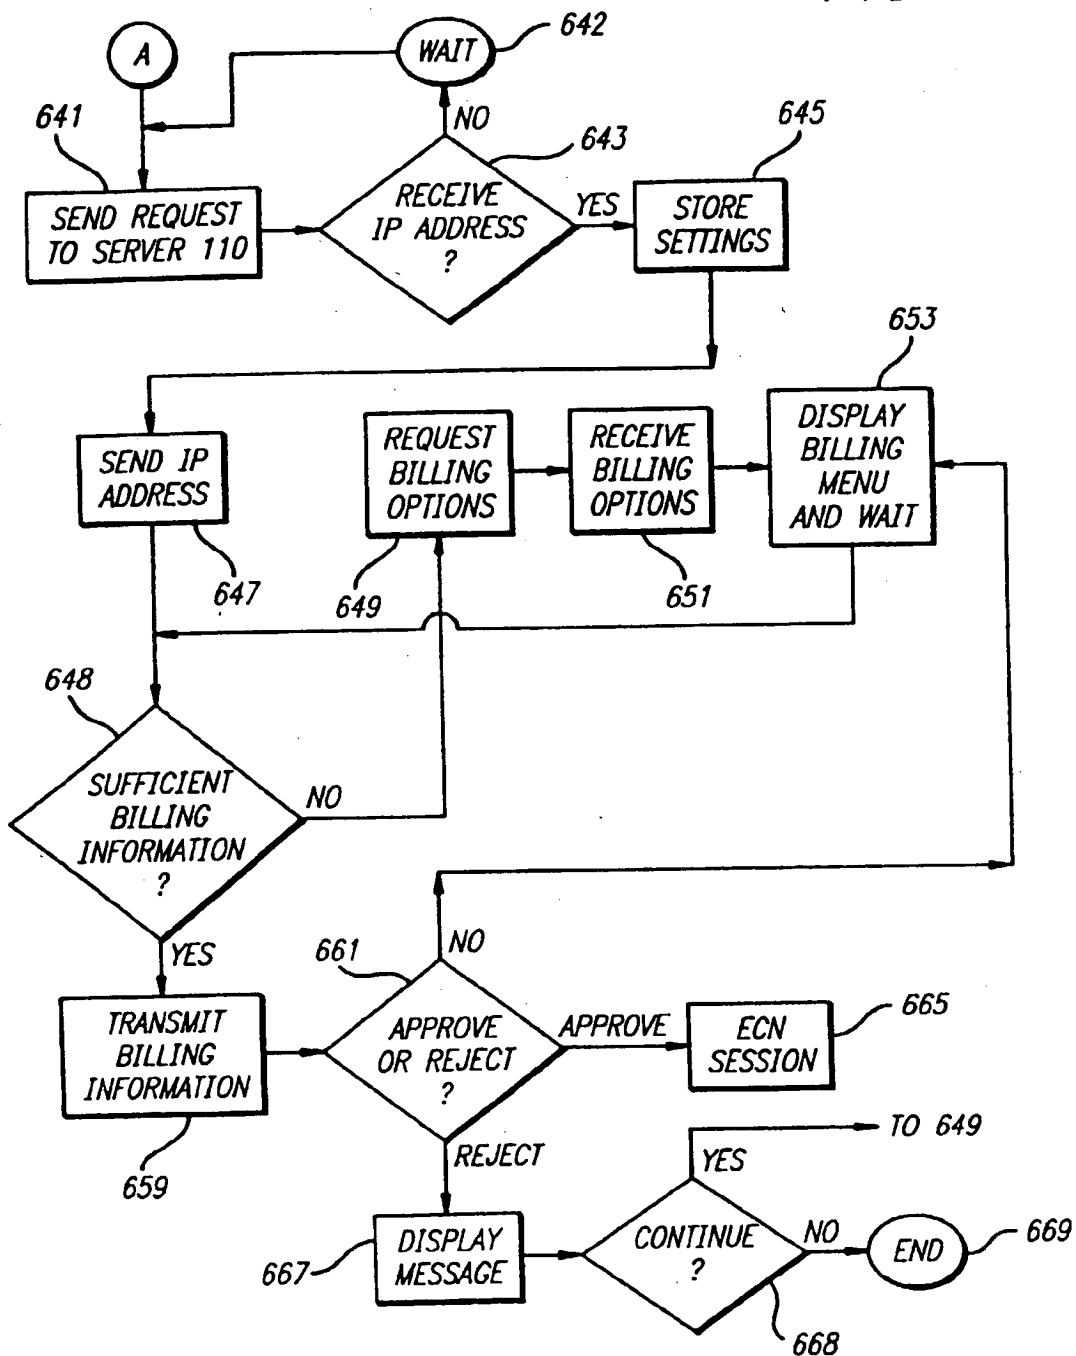 A
WAIT
642
641
NO
643
645
SEND REQUEST
TO SERVER 110
RECEIVE
IP ADDRESS
?
YES
STORE
SETTINGS
653
SEND IP
ADDRESS
REQUEST
BILLING
OPTIONS
RECEIVE
BILLING
OPTIONS
DISPLAY
BILLING
MENU
AND WAIT
647
649
651
648
SUFFICIENT
BILLING
INFORMATION
?
NO
YES
661
NO
TRANSMIT
BILLING
INFORMATION
APPROVE
OR REJECT
?
APPROVE
ECN
SESSION
665
659
REJECT
YES
TO 649
DISPLAY
MESSAGE
667
CONTINUE
?
NO
END
669
668